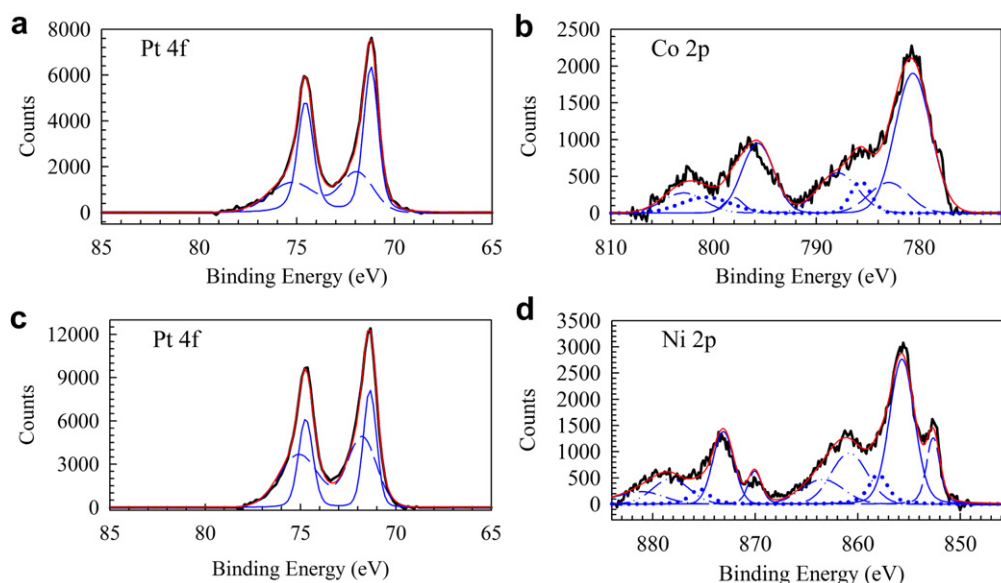 a
Pt 4f
8000
6000
4000
2000
0
Counts
85 80 75 70 65
Binding Energy (eV)
b
Co 2p
2500
2000
1500
1000
500
0
Counts
810 800 790 780
Binding Energy (eV)
c
Pt 4f
12000
9000
6000
3000
0
Counts
85 80 75 70 65
Binding Energy (eV)
d
Ni 2p
3500
3000
2500
2000
1500
1000
500
0
Counts
880 870 860 850
Binding Energy (eV)